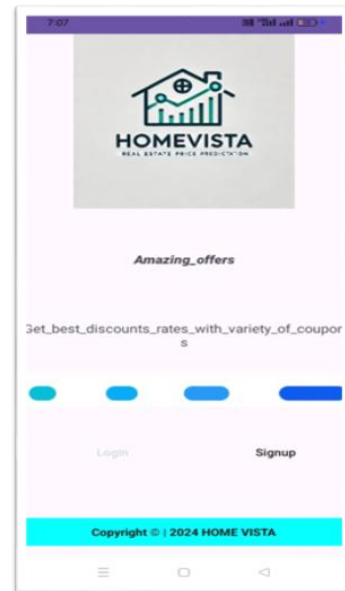 7:07
HOMEVISTA
REAL ESTATE PRICE PREDICTION
Amazing_offers
Get_best_discounts_rates_with_variety_of_coupon
s
Login
Signup
Copyright © | 2024 HOME VISTA